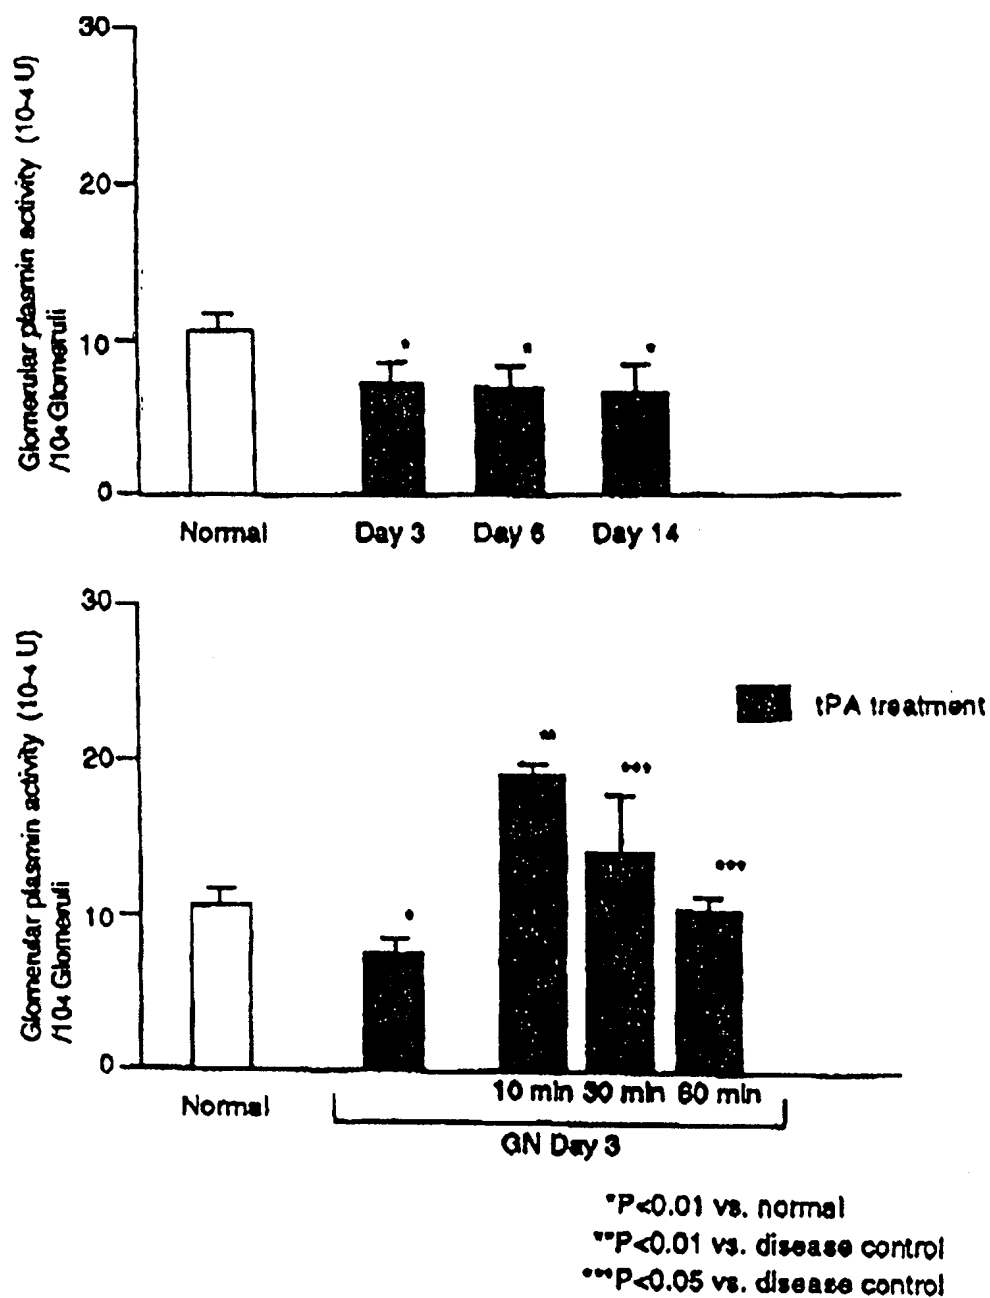 30
20
10
0
Glomerular plasmin activity (10-4 U)
/104 Glomeruli
*
*
*
Normal Day 3 Day 6 Day 14
30
20
10
0
Glomerular plasmin activity (10-4 U)
/104 Glomeruli
tPA treatment
*
**
***
***
10 min 30 min 60 min
Normal
GN Day 3
*P<0.01 vs. normal
**P<0.01 vs. disease control
***P<0.05 vs. disease control